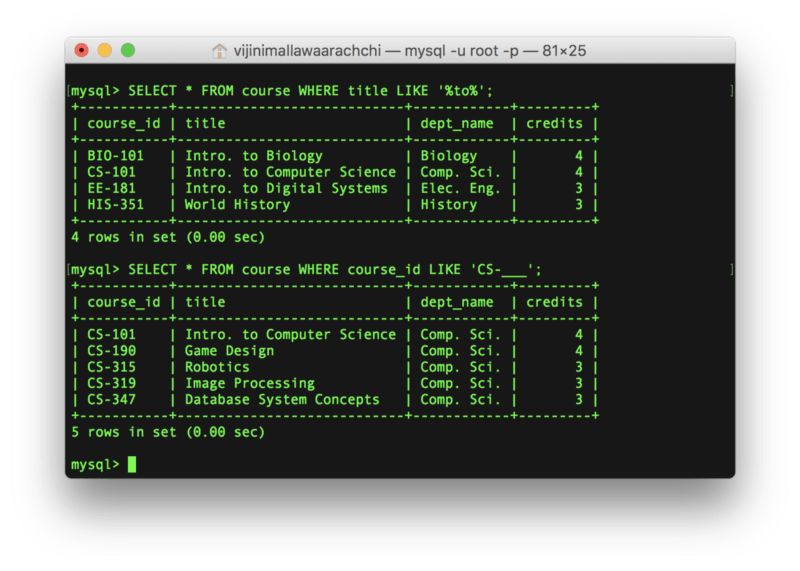 vijinimallawaarachchi — mysql -u root -p — 81×25
[mysql> SELECT * FROM course WHERE title LIKE '%to%'; ]
+-----------+----------------------------+------------+---------+
| course_id | title                      | dept_name  | credits |
+-----------+----------------------------+------------+---------+
| BIO-101   | Intro. to Biology          | Biology    |       4 |
| CS-101    | Intro. to Computer Science | Comp. Sci. |       4 |
| EE-181    | Intro. to Digital Systems  | Elec. Eng. |       3 |
| HIS-351   | World History              | History    |       3 |
+-----------+----------------------------+------------+---------+
4 rows in set (0.00 sec)
[mysql> SELECT * FROM course WHERE course_id LIKE 'CS-___'; ]
+-----------+----------------------------+------------+---------+
| course_id | title                      | dept_name  | credits |
+-----------+----------------------------+------------+---------+
| CS-101    | Intro. to Computer Science | Comp. Sci. |       4 |
| CS-190    | Game Design                | Comp. Sci. |       4 |
| CS-315    | Robotics                   | Comp. Sci. |       3 |
| CS-319    | Image Processing           | Comp. Sci. |       3 |
| CS-347    | Database System Concepts   | Comp. Sci. |       3 |
+-----------+----------------------------+------------+---------+
5 rows in set (0.00 sec)
mysql>